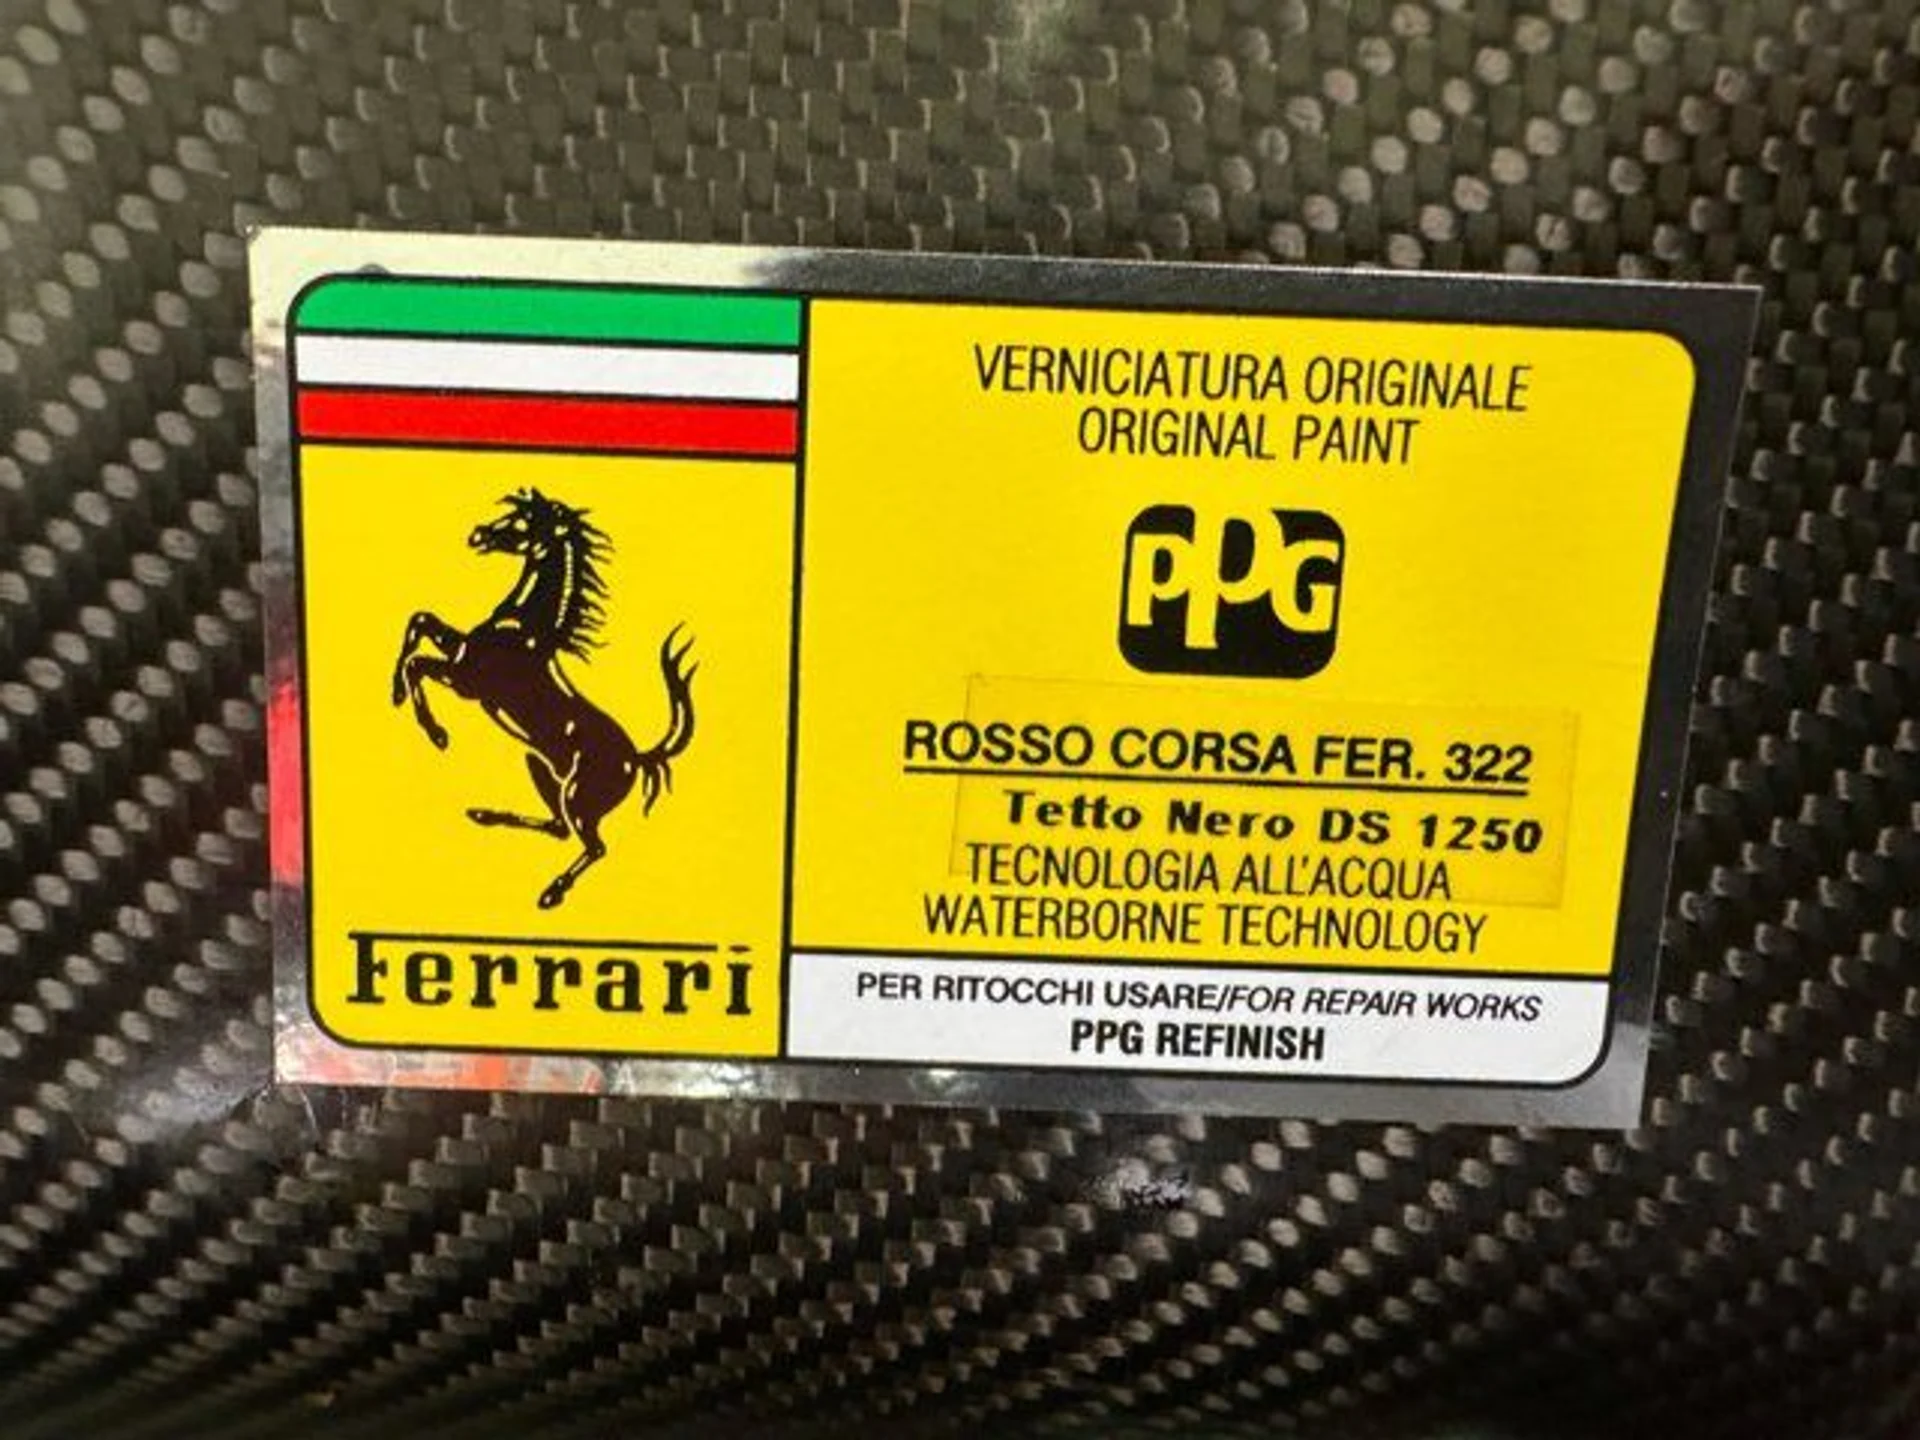 Ferrari
VERNICIATURA ORIGINALE
ORIGINAL PAINT
PPG
ROSSO CORSA FER. 322
Tetto Nero DS 1250
TECNOLOGIA ALL'ACQUA
WATERBORNE TECHNOLOGY
PER RITOCCHI USARE/FOR REPAIR WORKS
PPG REFINISH